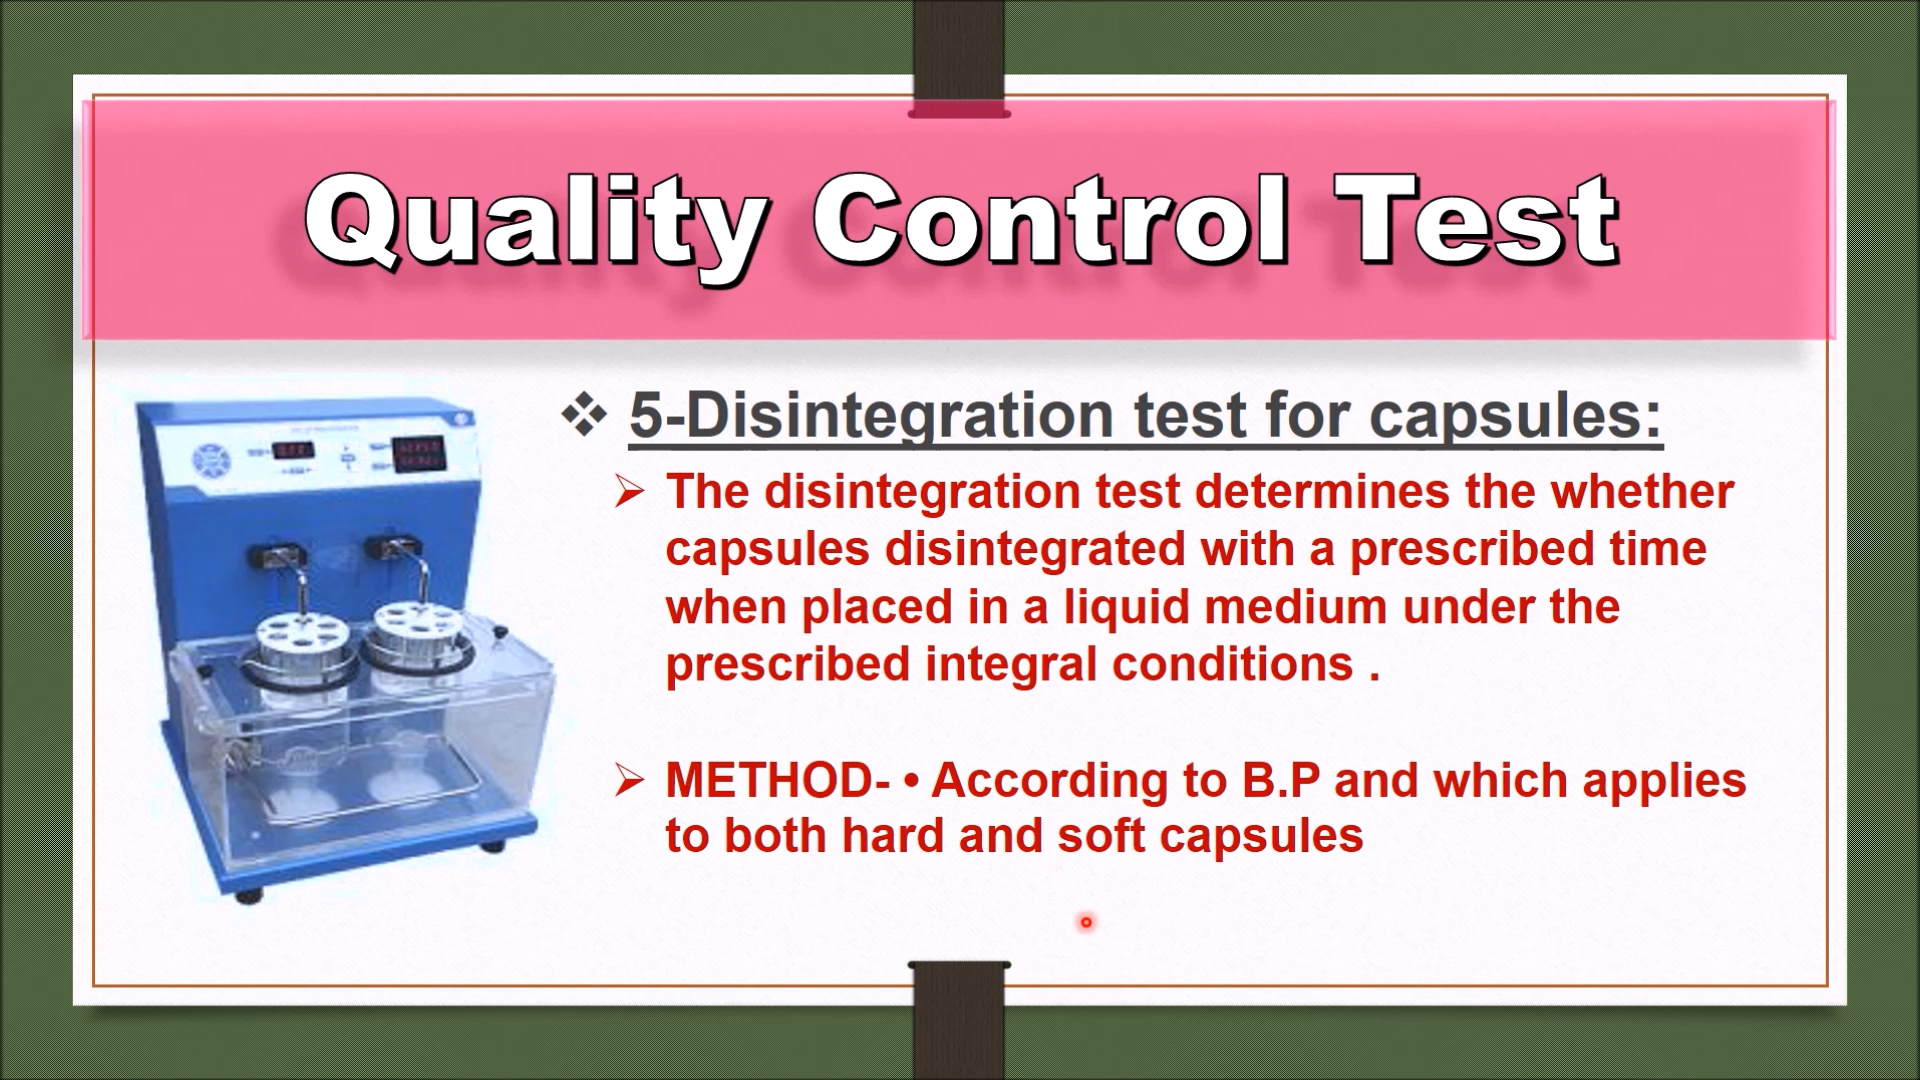 Quality Control Test
5-Disintegration test for capsules:
The disintegration test determines the whether
capsules disintegrated with a prescribed time
when placed in a liquid medium under the
prescribed integral conditions .
METHOD- • According to B.P and which applies
to both hard and soft capsules